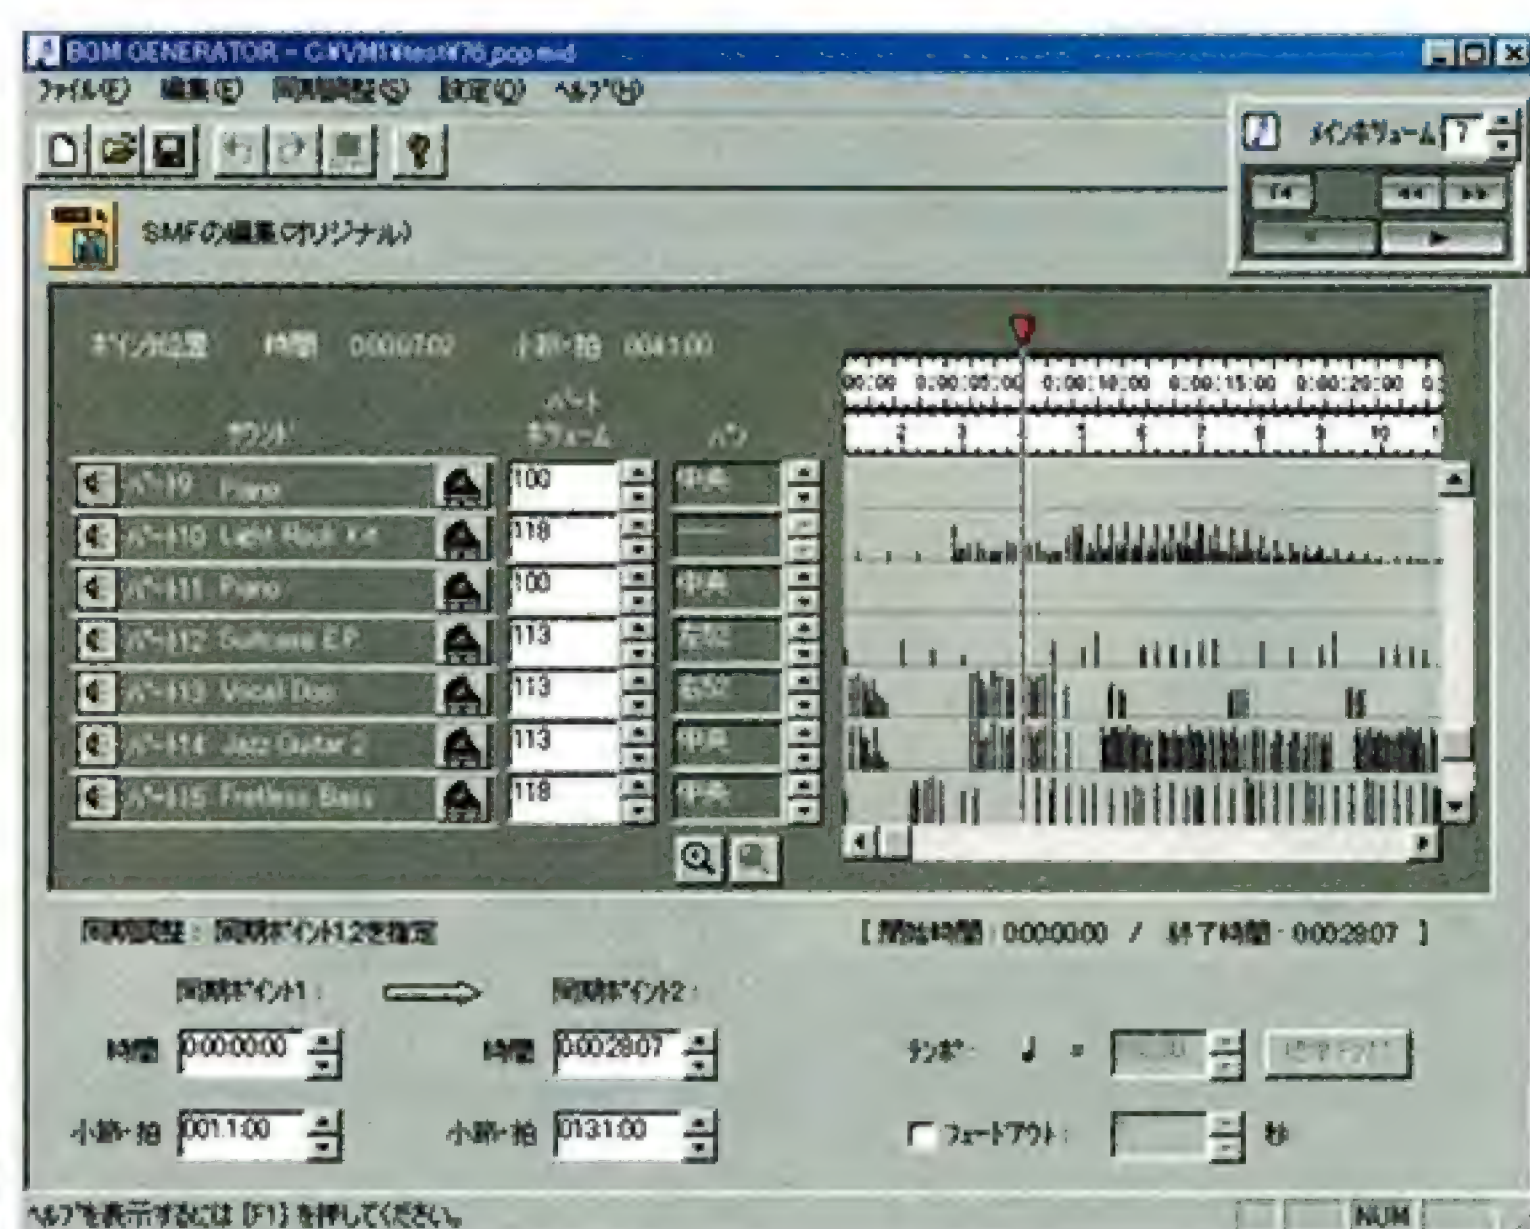 BGM GENERATOR - G:¥VM1¥test¥76_pop.mid
ファイル(F) 編集(E) 同期調整(S) 設定(O) ヘルプ(H)
メインボリューム 7
SMFの編集(オリジナル)
ポインタ位置 時間 0:00:07:02 小節・拍 004:1:00
サウンド パート ボリューム パン
0:00:05:00 0:00:10:00 0:00:15:00 0:00:20:00
2 3 4 5 6 7 8 9 10
パート9 Piano 100 中央
パート10 Light Rock Kit 118
パート11 Piano 100 中央
パート12 Suitcase E.P. 113
パート13 Vocal Doo 113
パート14 Jazz Guitar 2 113 中央
パート15 Fretless Bass 118 中央
同期調整 : 同期ポイント1,2を指定 [ 開始時間 : 0:00:00:00 / 終了時間 : 0:00:28:07 ]
同期ポイント1 : 同期ポイント2 :
時間 0:00:00:00 時間 0:00:28:07 テンポ : ♩ =
小節・拍 001:1:00 小節・拍 013:1:00 フェードアウト : 秒
ヘルプを表示するには [F1] を押してください。 NUM